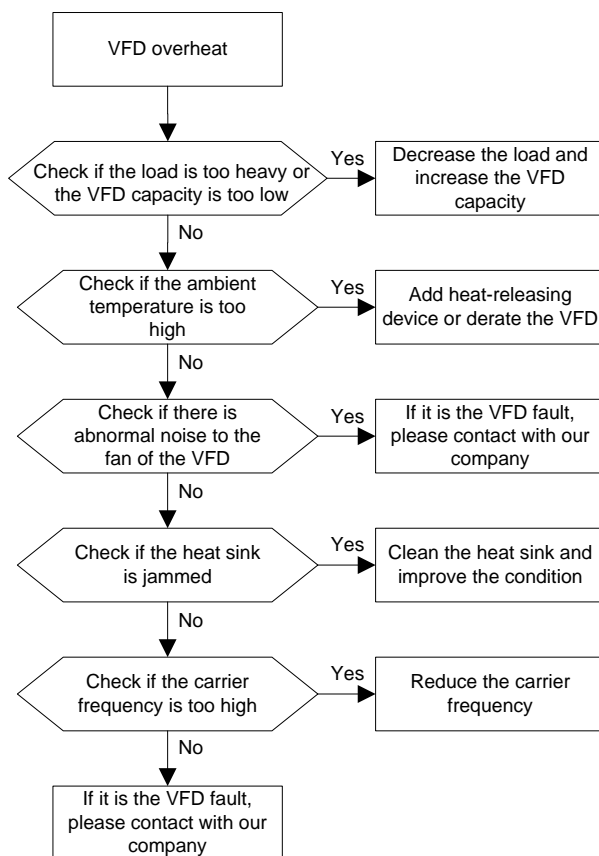 VFD overheat
Check if the load is too heavy or
the VFD capacity is too low
Yes
Decrease the load and
increase the VFD
capacity
No
Check if the ambient
temperature is too
high
Yes
Add heat-releasing
device or derate the VFD
No
Check if there is
abnormal noise to the
fan of the VFD
Yes
If it is the VFD fault,
please contact with our
company
No
Check if the heat sink
is jammed
Yes
Clean the heat sink and
improve the condition
No
Check if the carrier
frequency is too high
Yes
Reduce the carrier
frequency
No
If it is the VFD fault,
please contact with our
company